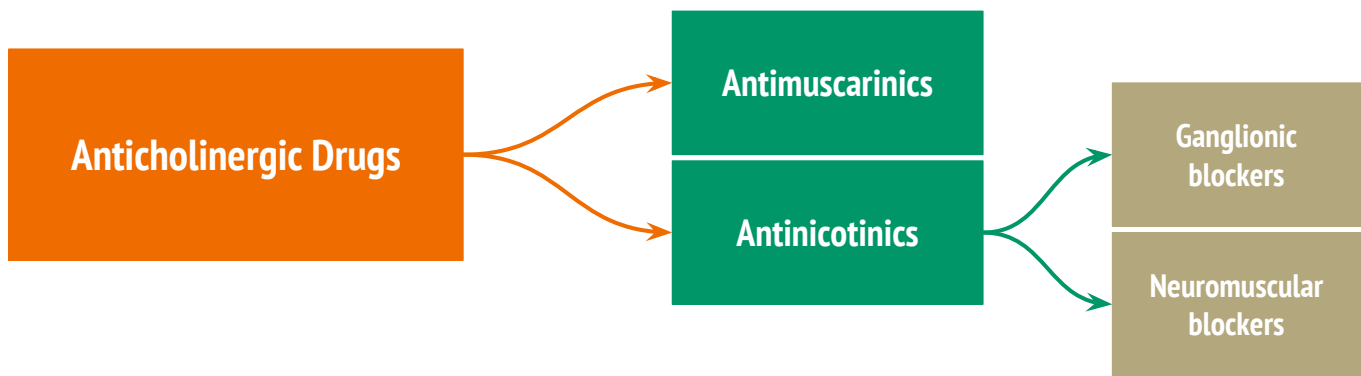 Anticholinergic Drugs
Antimuscarinics
Antinicotinics
Ganglionic
blockers
Neuromuscular
blockers